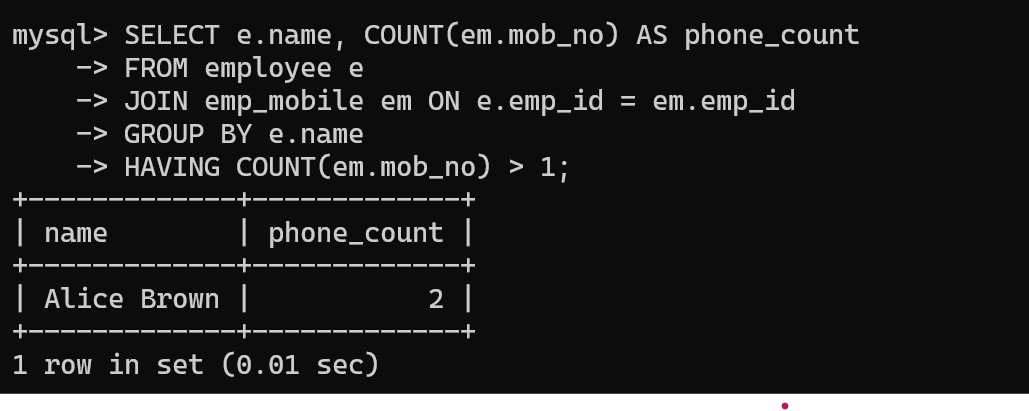 mysql> SELECT e.name, COUNT(em.mob_no) AS phone_count
    -> FROM employee e
    -> JOIN emp_mobile em ON e.emp_id = em.emp_id
    -> GROUP BY e.name
    -> HAVING COUNT(em.mob_no) > 1;
+-------------+-------------+
| name        | phone_count |
+-------------+-------------+
| Alice Brown |           2 |
+-------------+-------------+
1 row in set (0.01 sec)